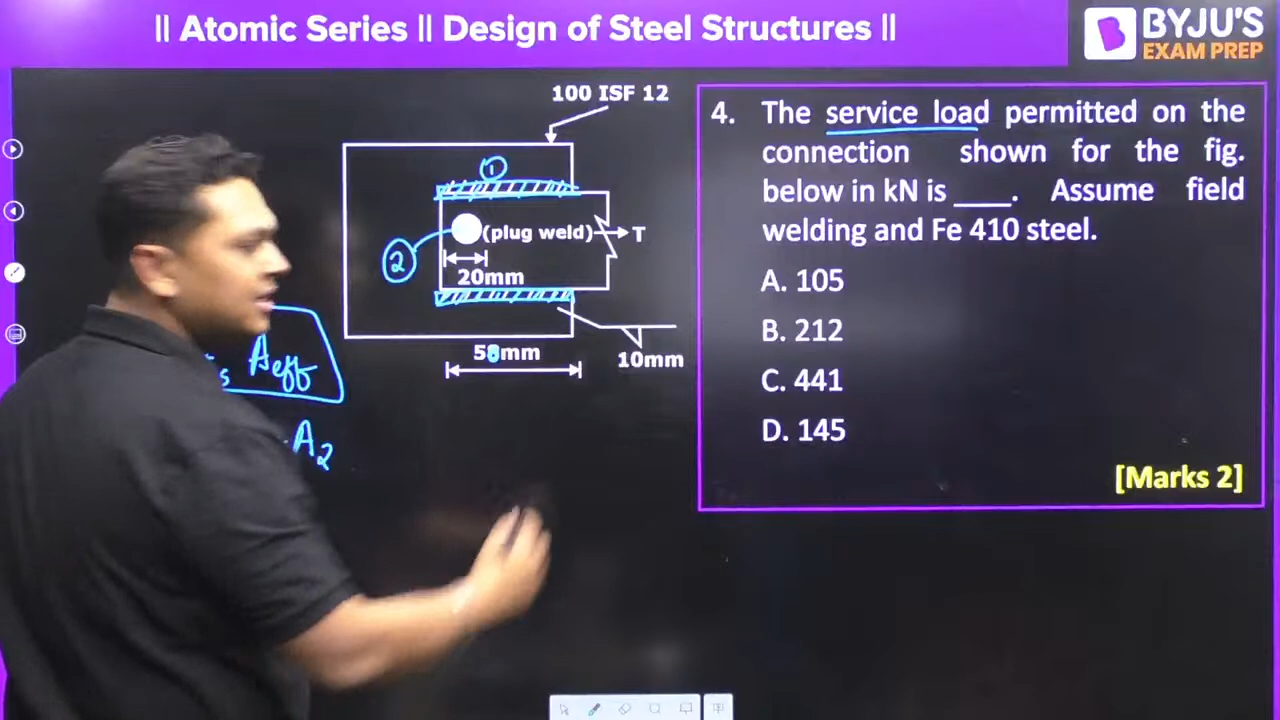 || Atomic Series || Design of Steel Structures ||
BYJU'S
EXAM PREP
100 ISF 12
①
(plug weld)
T
②
20mm
10mm
s Aeff
A2
4. The service load permitted on the
connection shown for the fig.
below in kN is ____. Assume field
welding and Fe 410 steel.
A. 105
B. 212
C. 441
D. 145
[Marks 2]